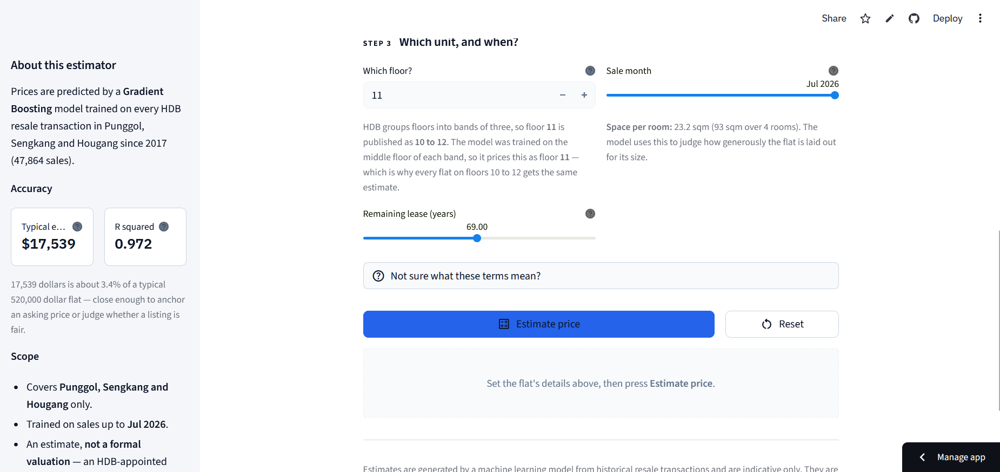 Share
Deploy
About this estimator
Prices are predicted by a Gradient
Boosting model trained on every HDB
resale transaction in Punggol,
Sengkang and Hougang since 2017
(47,864 sales).
Accuracy
Typical e...
$17,539
R squared
0.972
17,539 dollars is about 3.4% of a typical
520,000 dollar flat — close enough to anchor
an asking price or judge whether a listing is
fair.
Scope
• Covers Punggol, Sengkang and
Hougang only.
• Trained on sales up to Jul 2026.
• An estimate, not a formal
valuation — an HDB-appointed
STEP 3 Which unit, and when?
Which floor?
11
HDB groups floors into bands of three, so floor 11 is
published as 10 to 12. The model was trained on the
middle floor of each band, so it prices this as floor 11 —
which is why every flat on floors 10 to 12 gets the same
estimate.
Sale month
Jul 2026
Space per room: 23.2 sqm (93 sqm over 4 rooms). The
model uses this to judge how generously the flat is laid out
for its size.
Remaining lease (years)
69.00
Not sure what these terms mean?
Estimate price
Reset
Set the flat's details above, then press Estimate price.
Estimates are generated by a machine learning model from historical resale transactions and are indicative only. They are
Manage app